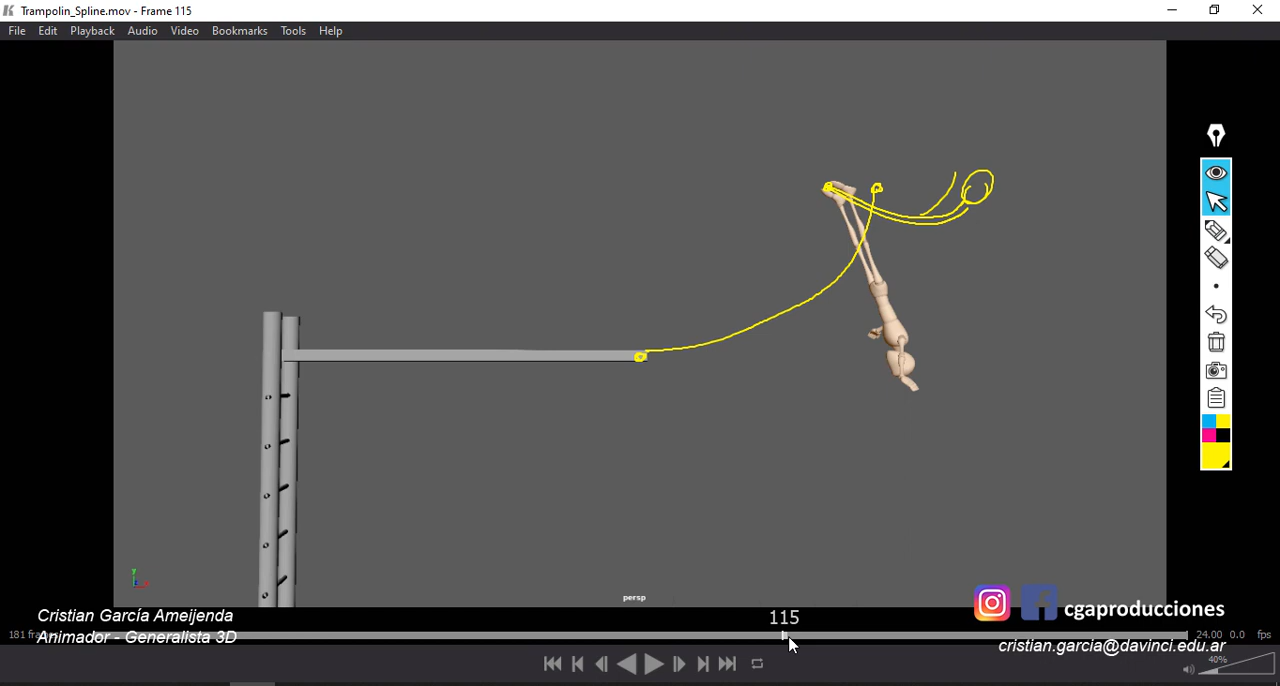 Trampolin_Spline.mov - Frame 115
File Edit Playback Audio Video Bookmarks Tools Help
persp
115
cgaproducciones
Cristian García Ameijenda
181
24.00 0.0 fps
Animador - Generalista 3D
cristian.garcia@davinci.edu.ar
40%